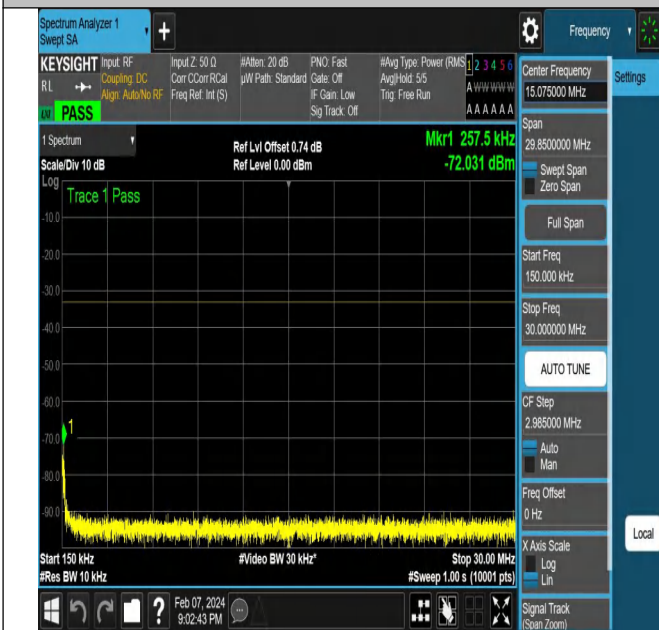 Spectrum Analyzer 1
Swept SA
+
Frequency
KEYSIGHT
RL
PASS
Input: RF
Coupling: DC
Align: Auto/No RF
Input Z: 50 Ω
Corr CCorr RCal
Freq Ref: Int (S)
#Atten: 20 dB
µW Path: Standard
PNO: Fast
Gate: Off
IF Gain: Low
Sig Track: Off
#Avg Type: Power (RMS
Avg|Hold: 5/5
Trig: Free Run
1 2 3 4 5 6
A W W W W W
A A A A A A
1 Spectrum
Scale/Div 10 dB
Ref Lvl Offset 0.74 dB
Ref Level 0.00 dBm
Mkr1 257.5 kHz
-72.031 dBm
Log
Trace 1 Pass
-10.0
-20.0
-30.0
-40.0
-50.0
-60.0
-70.0
-80.0
-90.0
1
Start 150 kHz
#Res BW 10 kHz
#Video BW 30 kHz*
Stop 30.00 MHz
#Sweep 1.00 s (10001 pts)
?
Feb 07, 2024
9:02:43 PM
Center Frequency
15.075000 MHz
Settings
Span
29.8500000 MHz
Swept Span
Zero Span
Full Span
Start Freq
150.000 kHz
Stop Freq
30.000000 MHz
AUTO TUNE
CF Step
2.985000 MHz
Auto
Man
Freq Offset
0 Hz
Local
X Axis Scale
Log
Lin
Signal Track
(Span Zoom)